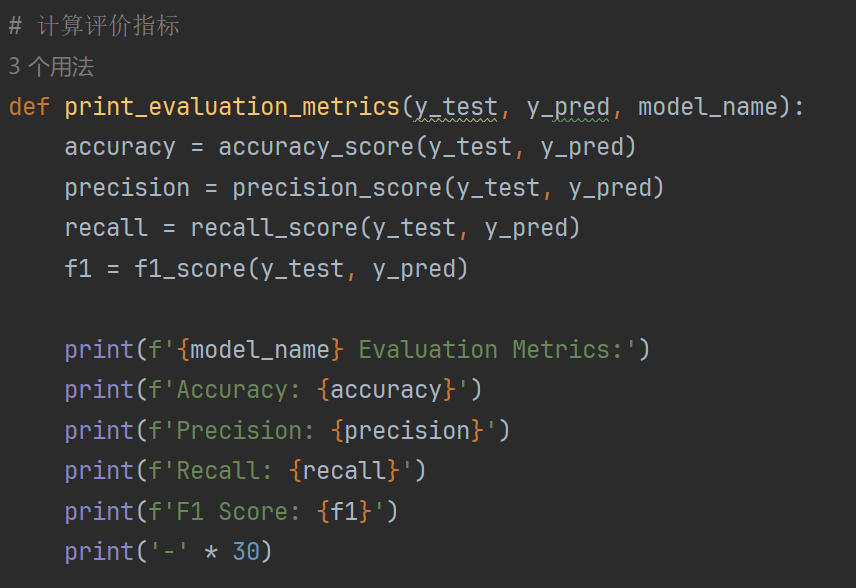 # 计算评价指标
3 个用法
def print_evaluation_metrics(y_test, y_pred, model_name):
    accuracy = accuracy_score(y_test, y_pred)
    precision = precision_score(y_test, y_pred)
    recall = recall_score(y_test, y_pred)
    f1 = f1_score(y_test, y_pred)

    print(f'{model_name} Evaluation Metrics:')
    print(f'Accuracy: {accuracy}')
    print(f'Precision: {precision}')
    print(f'Recall: {recall}')
    print(f'F1 Score: {f1}')
    print('-' * 30)